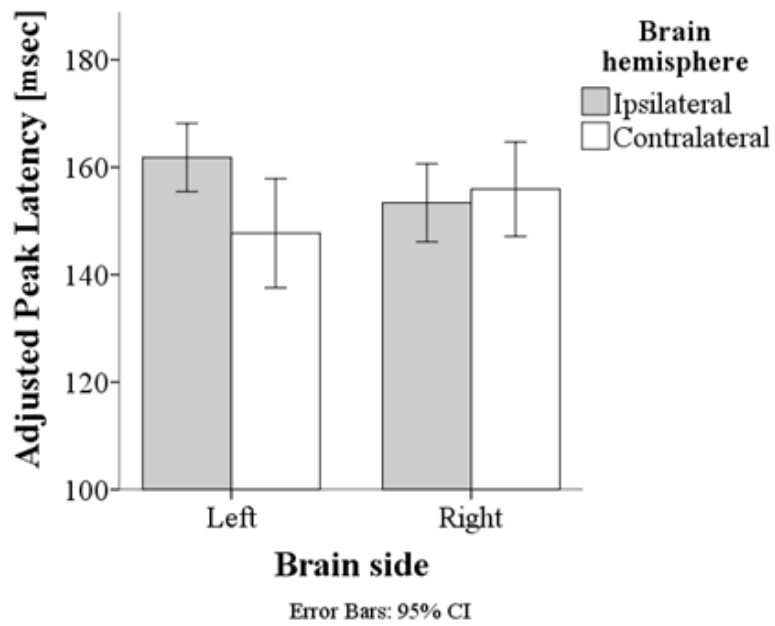 Adjusted Peak Latency [msec]
180
160
140
120
100
Left
Right
Brain side
Error Bars: 95% CI
Brain
hemisphere
Ipsilateral
Contralateral